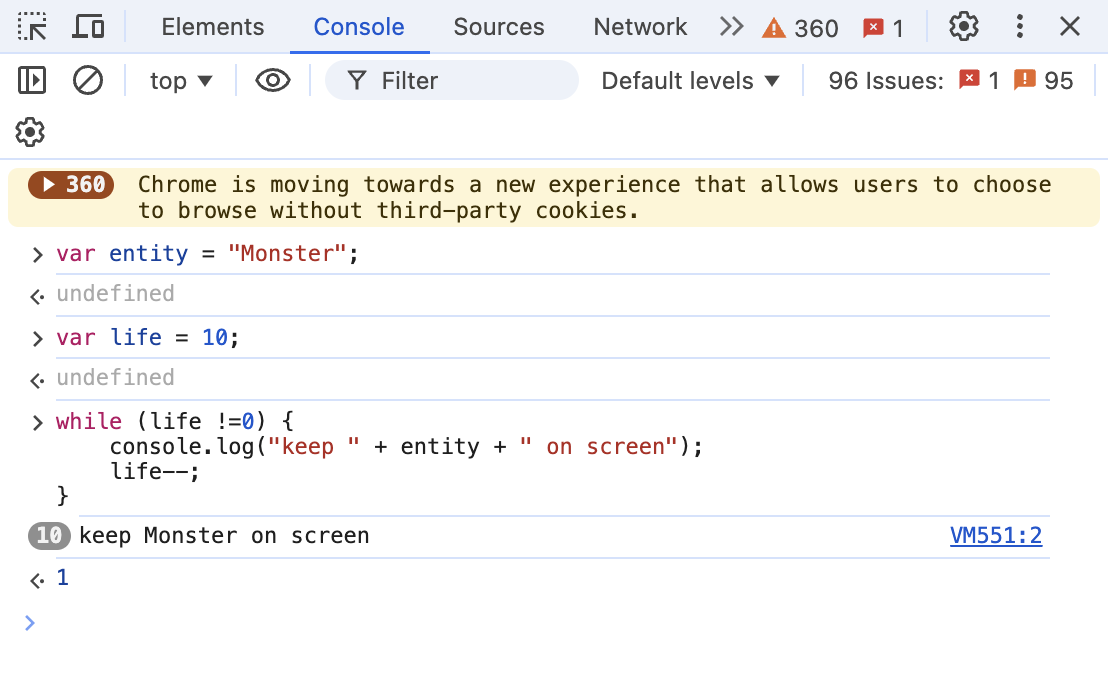 Elements Console Sources Network 360 1
top Filter Default levels 96 Issues: 1 95
360 Chrome is moving towards a new experience that allows users to choose
to browse without third-party cookies.
var entity = "Monster";
undefined
var life = 10;
undefined
while (life !=0) {
    console.log("keep " + entity + " on screen");
    life--;
}
10 keep Monster on screen VM551:2
1